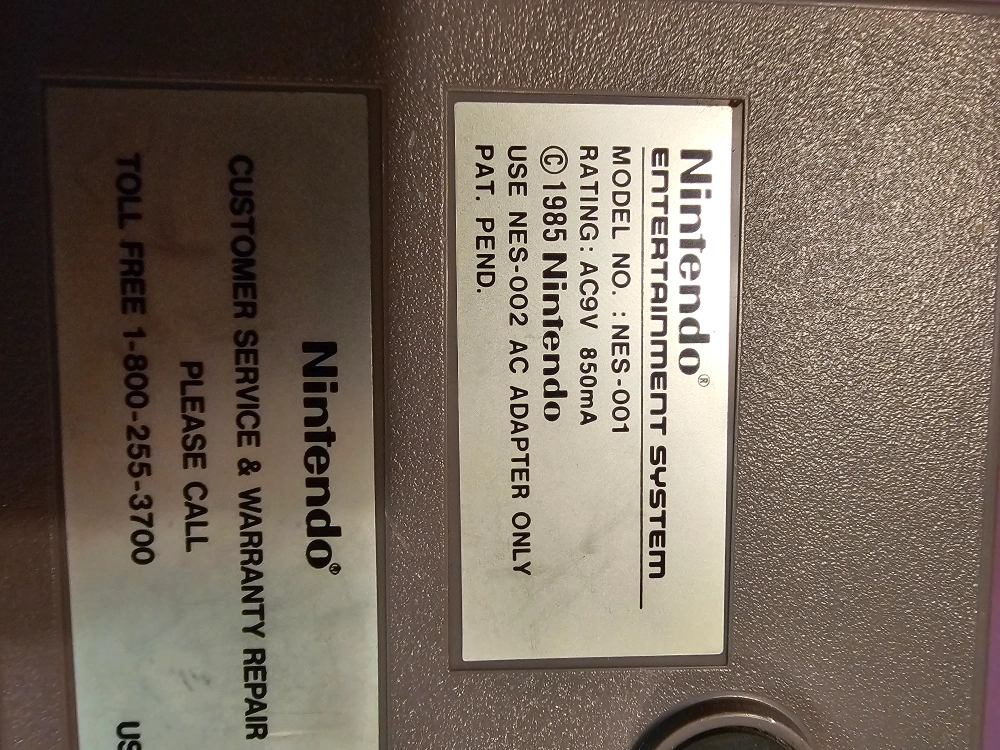 Nintendo®
ENTERTAINMENT SYSTEM
MODEL NO. : NES-001
RATING : AC9V 850mA
© 1985 Nintendo
USE NES-002 AC ADAPTER ONLY
PAT. PEND.
Nintendo®
CUSTOMER SERVICE & WARRANTY REPAIR
PLEASE CALL
TOLL FREE 1-800-255-3700